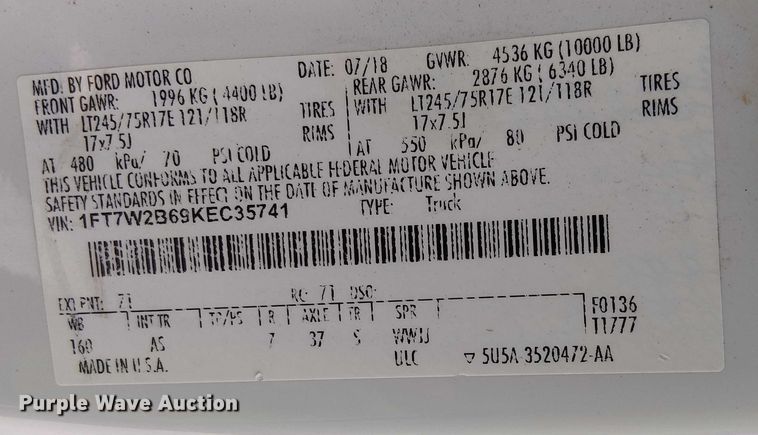 MFD. BY FORD MOTOR CO DATE: 07/18 GVWR: 4536 KG (10000 LB)
FRONT GAWR: 1996 KG (4400 LB) REAR GAWR: 2876 KG (6340 LB)
WITH LT245/75R17E 121/118R TIRES WITH LT245/75R17E 121/118R TIRES
17x7.5J RIMS 17x7.5J RIMS
AT 480 kPa/ 70 PSI COLD AT 550 kPa/ 80 PSI COLD
THIS VEHICLE CONFORMS TO ALL APPLICABLE FEDERAL MOTOR VEHICLE
SAFETY STANDARDS IN EFFECT ON THE DATE OF MANUFACTURE SHOWN ABOVE.
VIN: 1FT7W2B69KEC35741 TYPE: Truck
EXT PNT: 71 RC: 71 DSO:
WB INT TR TP/PS R AXLE TR SPR F0136
T1777
160 AS 7 37 S
MADE IN U.S.A. ULC ▽ 5U5A-3520472-AA
Purple Wave Auction